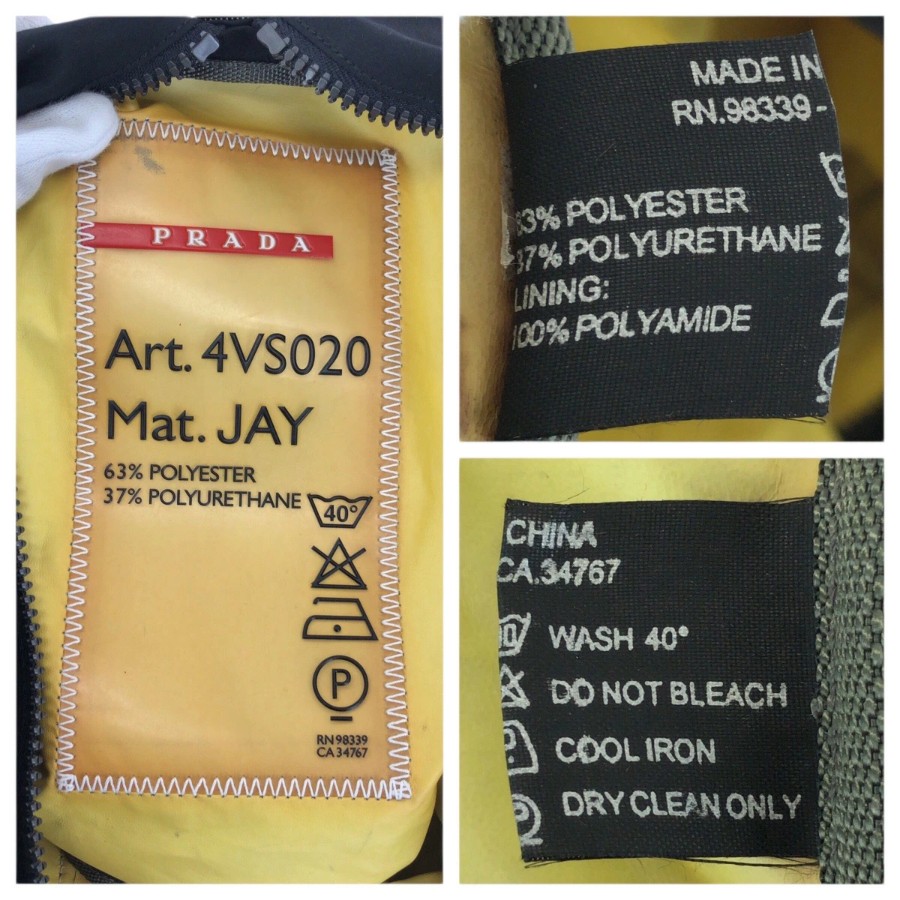 PRADA
Art. 4VS020
Mat. JAY
63% POLYESTER
37% POLYURETHANE
40°
P
RN 98339
CA 34767
MADE IN
RN.98339-
63% POLYESTER
37% POLYURETHANE
LINING:
100% POLYAMIDE
CHINA
CA.34767
WASH 40°
DO NOT BLEACH
COOL IRON
DRY CLEAN ONLY